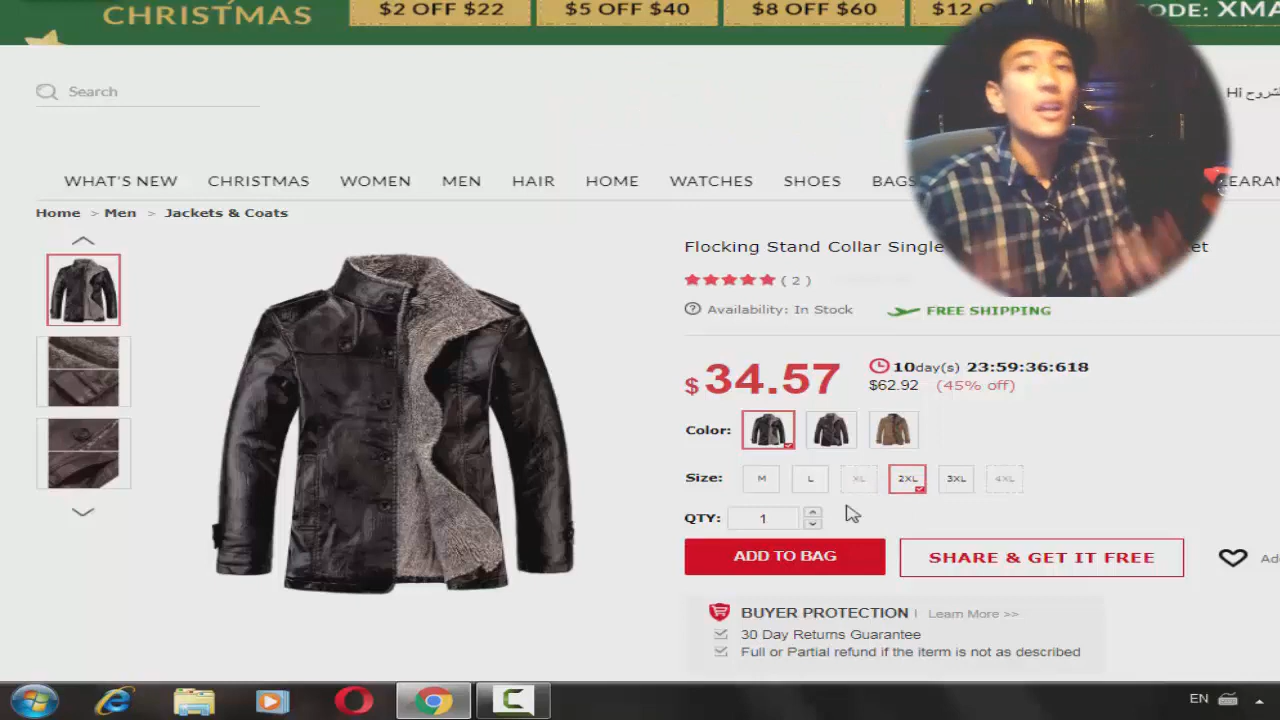 CHRISTMAS
$2 OFF $22
$5 OFF $40
$8 OFF $60
$12
ODE: XMA
Search
Hi
WHAT'S NEW CHRISTMAS WOMEN MEN HAIR HOME WATCHES SHOES BAGS
Home > Men > Jackets & Coats
Flocking Stand Collar Single
( 2 )
Availability: In Stock
FREE SHIPPING
$ 34.57
10day(s) 23:59:36:618
$62.92 (45% off)
Color:
Size: M L XL 2XL 3XL 4XL
QTY: 1
ADD TO BAG
SHARE & GET IT FREE
BUYER PROTECTION | Learn More >>
30 Day Returns Guarantee
Full or Partial refund if the iterm is not as described
EN